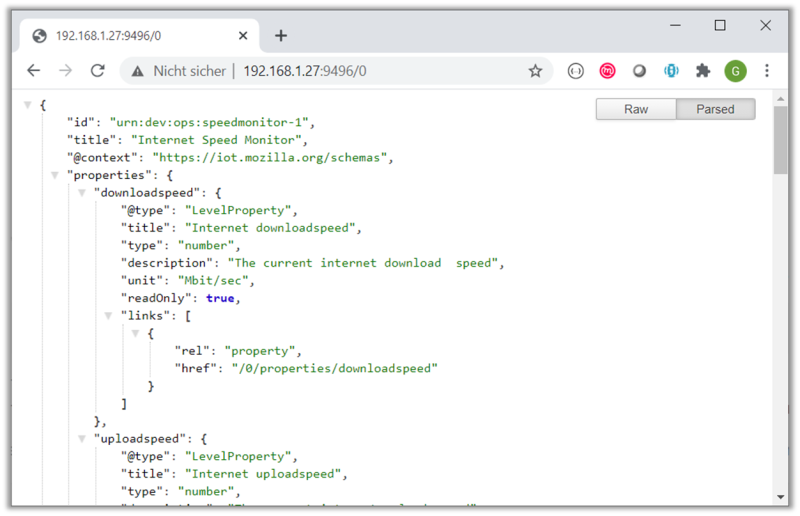 192.168.1.27:9496/0
Nicht sicher | 192.168.1.27:9496/0
G
Raw Parsed
{
"id": "urn:dev:ops:speedmonitor-1",
"title": "Internet Speed Monitor",
"@context": "https://iot.mozilla.org/schemas",
"properties": {
"downloadspeed": {
"@type": "LevelProperty",
"title": "Internet downloadspeed",
"type": "number",
"description": "The current internet download  speed",
"unit": "Mbit/sec",
"readOnly": true,
"links": [
{
"rel": "property",
"href": "/0/properties/downloadspeed"
}
]
},
"uploadspeed": {
"@type": "LevelProperty",
"title": "Internet uploadspeed",
"type": "number",